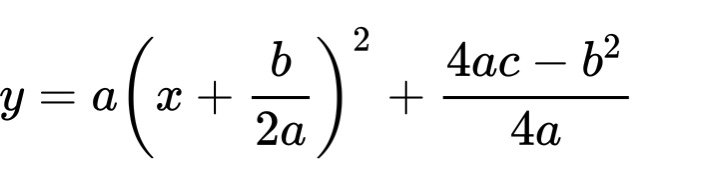 y = a(x + b/2a)² + (4ac − b²)/4a